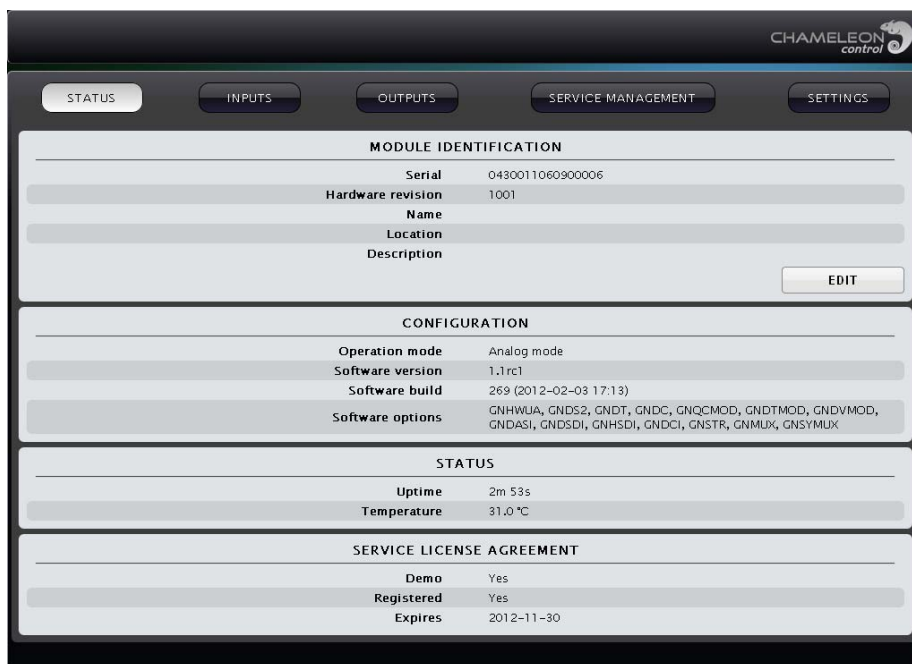 CHAMELEON
control
STATUS INPUTS OUTPUTS SERVICE MANAGEMENT SETTINGS
MODULE IDENTIFICATION
Serial 0430011060900006
Hardware revision 1001
Name
Location
Description
EDIT
CONFIGURATION
Operation mode Analog mode
Software version 1.1rc1
Software build 269 (2012-02-03 17:13)
Software options GNHWUA, GNDS2, GNDT, GNDC, GNQCMOD, GNDTMOD, GNDVMOD,
GNDASI, GNDSDI, GNHSDI, GNDCI, GNSTR, GNMUX, GNSYMUX
STATUS
Uptime 2m 53s
Temperature 31.0 °C
SERVICE LICENSE AGREEMENT
Demo Yes
Registered Yes
Expires 2012-11-30